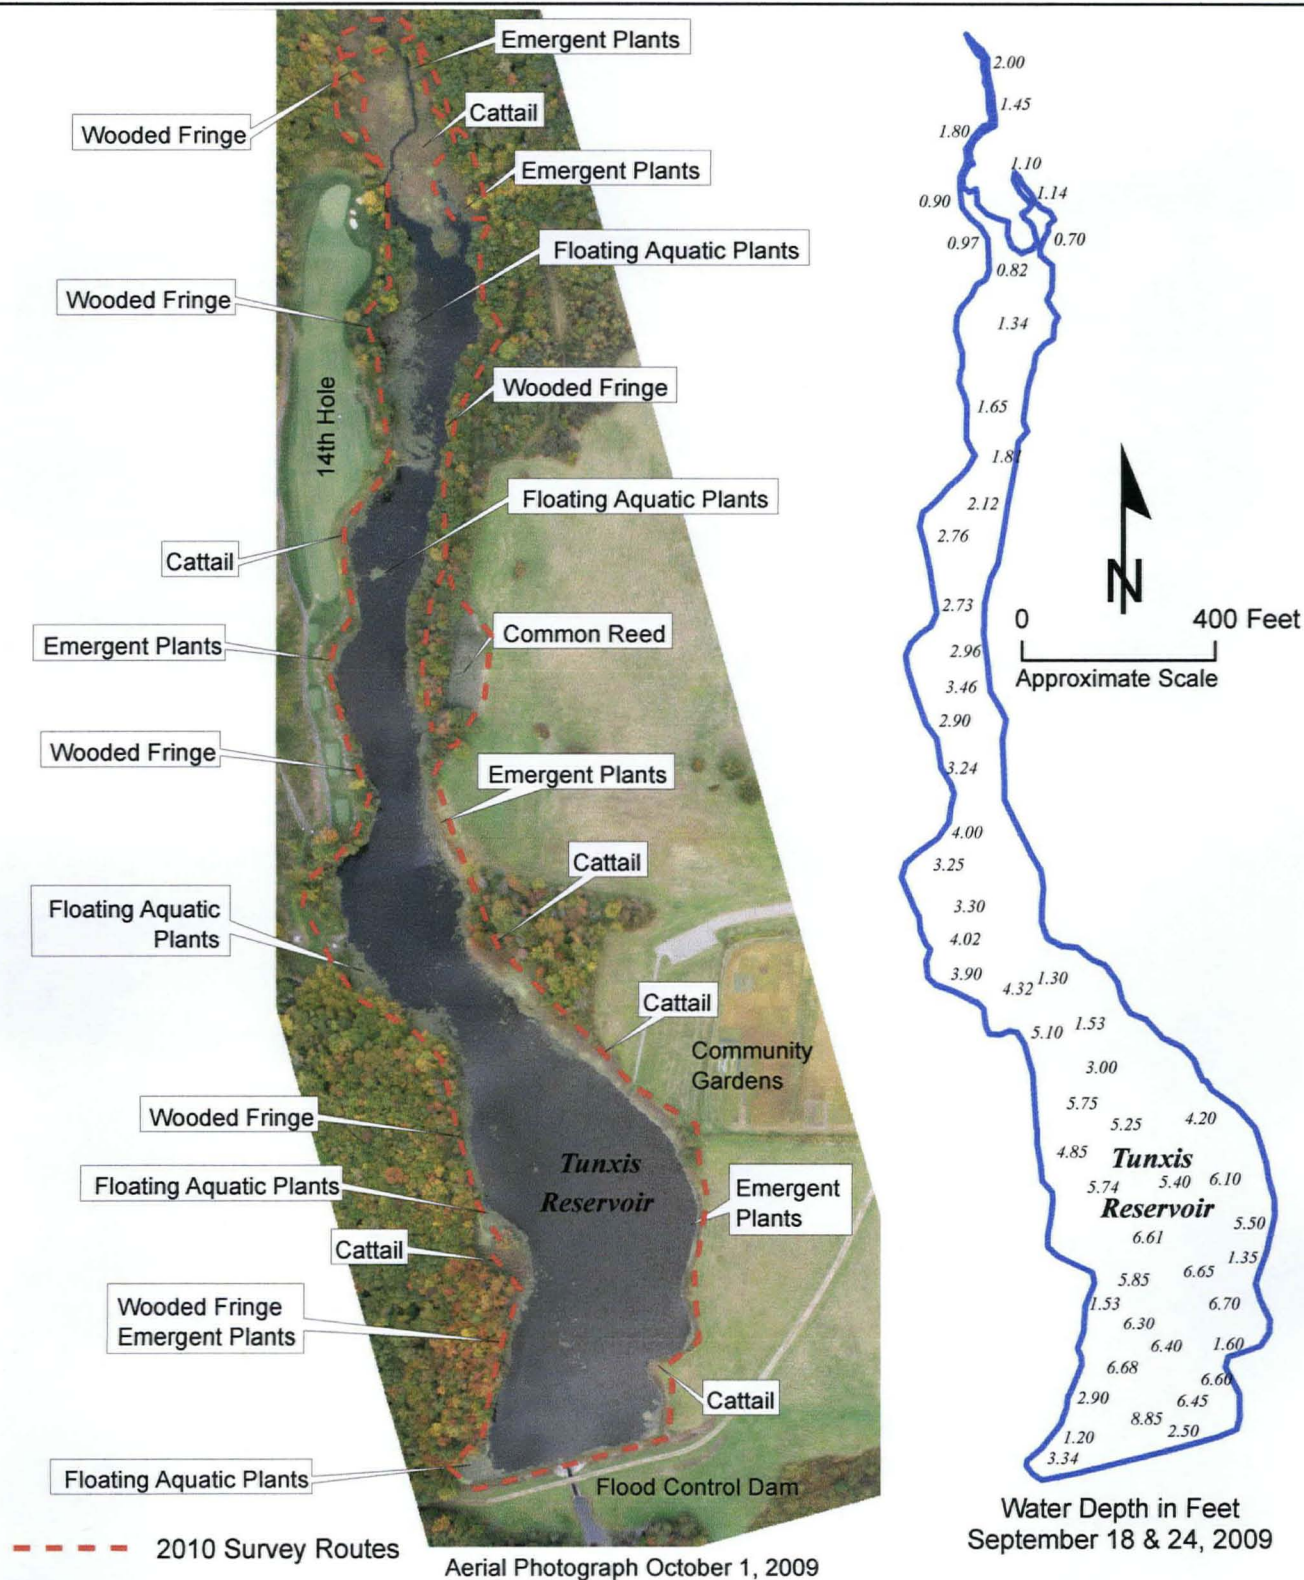 Emergent Plants
Cattail
Wooded Fringe
Emergent Plants
Floating Aquatic Plants
Wooded Fringe
14th Hole
Wooded Fringe
Floating Aquatic Plants
Cattail
Common Reed
Emergent Plants
Wooded Fringe
Emergent Plants
Cattail
Floating Aquatic
Plants
Cattail
Community
Gardens
Wooded Fringe
Tunxis
Reservoir
Floating Aquatic Plants
Emergent
Plants
Cattail
Wooded Fringe
Emergent Plants
Cattail
Floating Aquatic Plants
Flood Control Dam
2010 Survey Routes
Aerial Photograph October 1, 2009
2.00
1.45
1.80
1.10
1.14
0.90
0.97
0.70
0.82
1.34
1.65
1.81
2.12
2.76
N
2.73
0 400 Feet
Approximate Scale
2.96
3.46
2.90
3.24
4.00
3.25
3.30
4.02
3.90
4.32
1.30
5.10
1.53
3.00
5.75
5.25
4.20
4.85
Tunxis
5.74
5.40
6.10
Reservoir
5.50
6.61
1.35
5.85
6.65
1.53
6.70
6.30
6.40
1.60
6.68
6.60
2.90
6.45
8.85
2.50
1.20
3.34
Water Depth in Feet
September 18 & 24, 2009